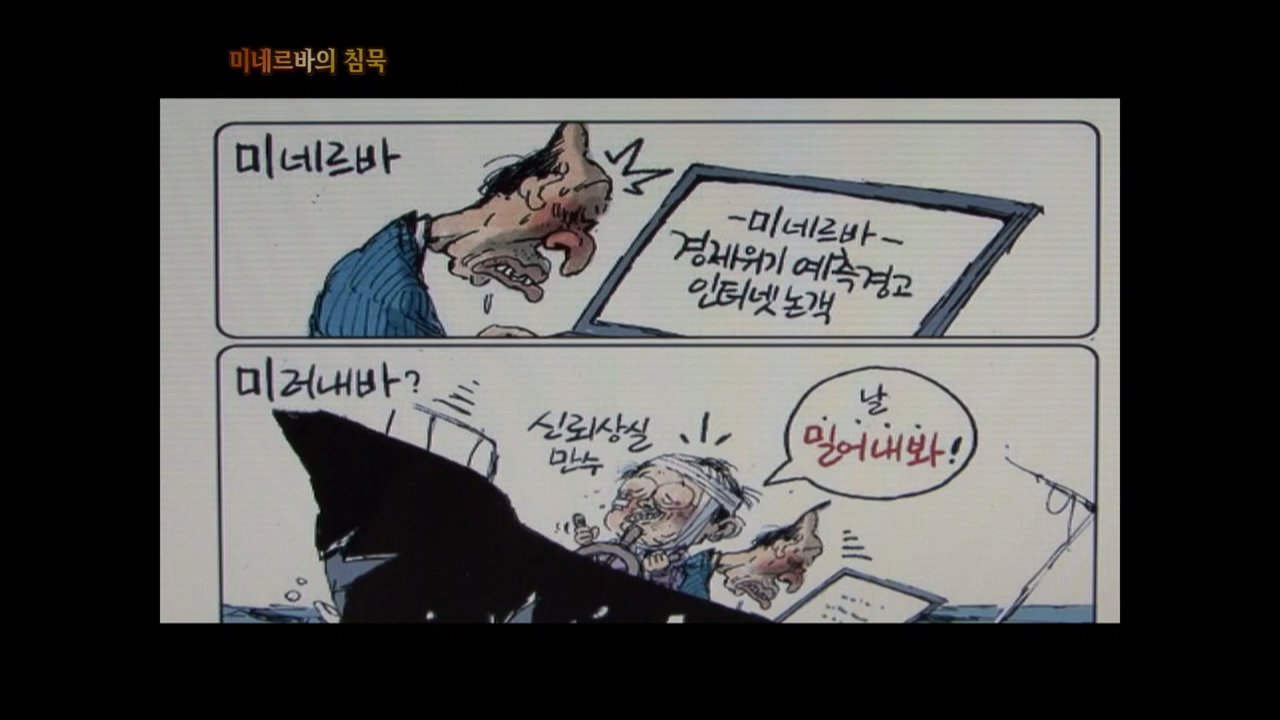 미네르바의 침묵
미네르바
-미네르바-
경제위기 예측경고
인터넷논객
미러내바?
신뢰상실
만수
날
밀어내봐!